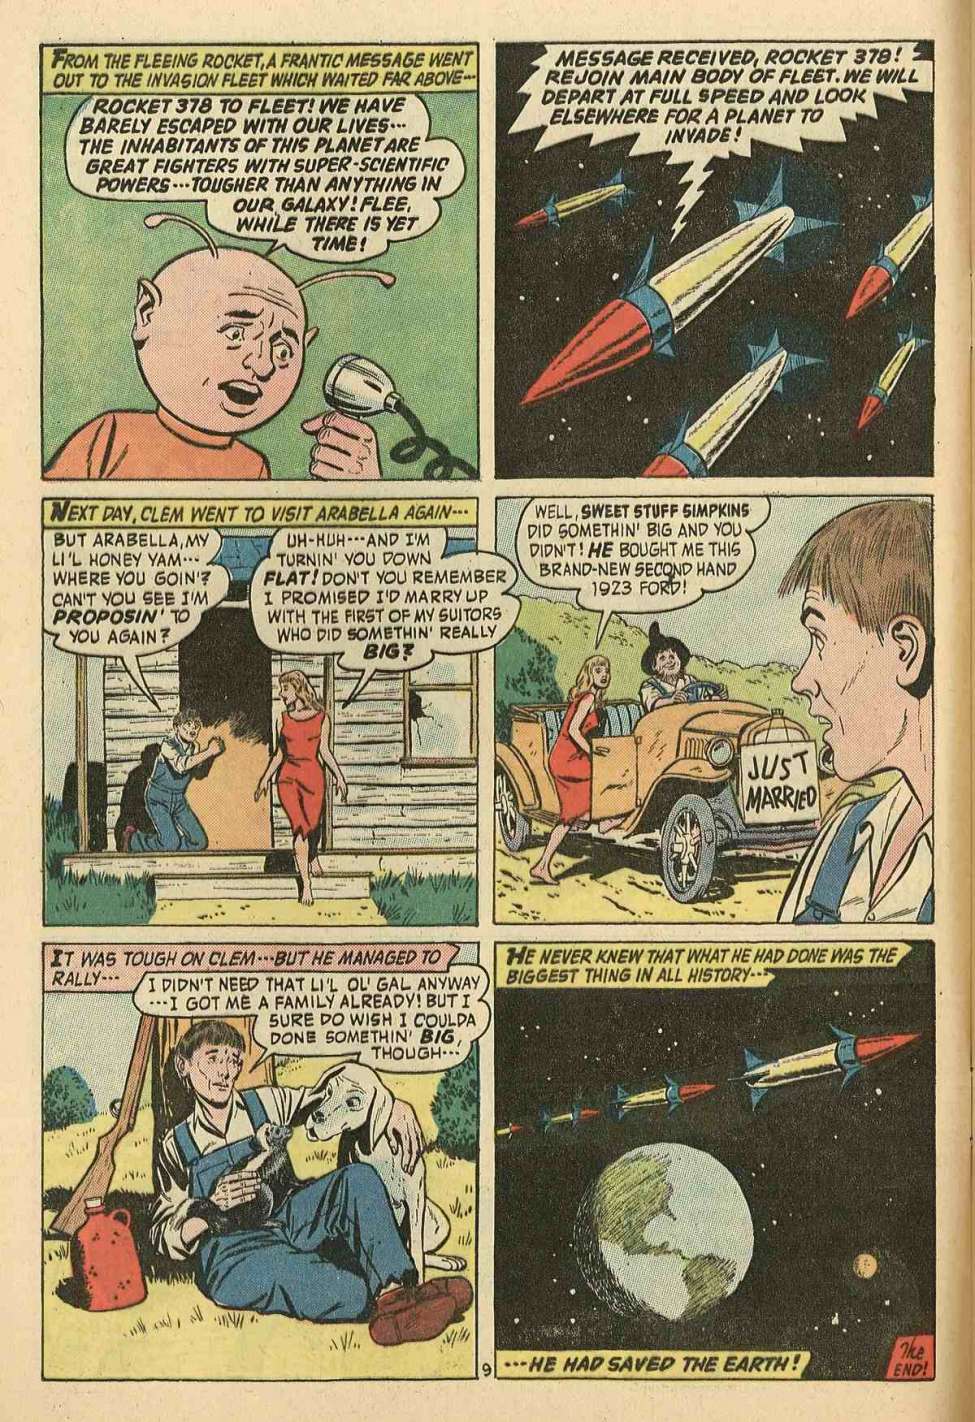 FROM THE FLEEING ROCKET, A FRANTIC MESSAGE WENT
OUT TO THE INVASION FLEET WHICH WAITED FAR ABOVE---
ROCKET 378 TO FLEET! WE HAVE
BARELY ESCAPED WITH OUR LIVES---
THE INHABITANTS OF THIS PLANET ARE
GREAT FIGHTERS WITH SUPER-SCIENTIFIC
POWERS---TOUGHER THAN ANYTHING IN
OUR GALAXY! FLEE,
WHILE THERE IS YET
TIME!
MESSAGE RECEIVED, ROCKET 378!
REJOIN MAIN BODY OF FLEET. WE WILL
DEPART AT FULL SPEED AND LOOK
ELSEWHERE FOR A PLANET TO
INVADE!
NEXT DAY, CLEM WENT TO VISIT ARABELLA AGAIN---
BUT ARABELLA, MY
LI'L HONEY YAM---
WHERE YOU GOIN'?
CAN'T YOU SEE I'M
PROPOSIN' TO
YOU AGAIN?
UH-HUH---AND I'M
TURNIN' YOU DOWN
FLAT! DON'T YOU REMEMBER
I PROMISED I'D MARRY UP
WITH THE FIRST OF MY SUITORS
WHO DID SOMETHIN' REALLY
BIG?
WELL, SWEET STUFF SIMPKINS
DID SOMETHIN' BIG AND YOU
DIDN'T! HE BOUGHT ME THIS
BRAND-NEW SECOND HAND
1923 FORD!
JUST
MARRIED
IT WAS TOUGH ON CLEM---BUT HE MANAGED TO
RALLY---
I DIDN'T NEED THAT LI'L OL' GAL ANYWAY
---I GOT ME A FAMILY ALREADY! BUT I
SURE DO WISH I COULDA
DONE SOMETHIN' BIG,
THOUGH---
9
HE NEVER KNEW THAT WHAT HE HAD DONE WAS THE
BIGGEST THING IN ALL HISTORY---
---HE HAD SAVED THE EARTH!
The
END!